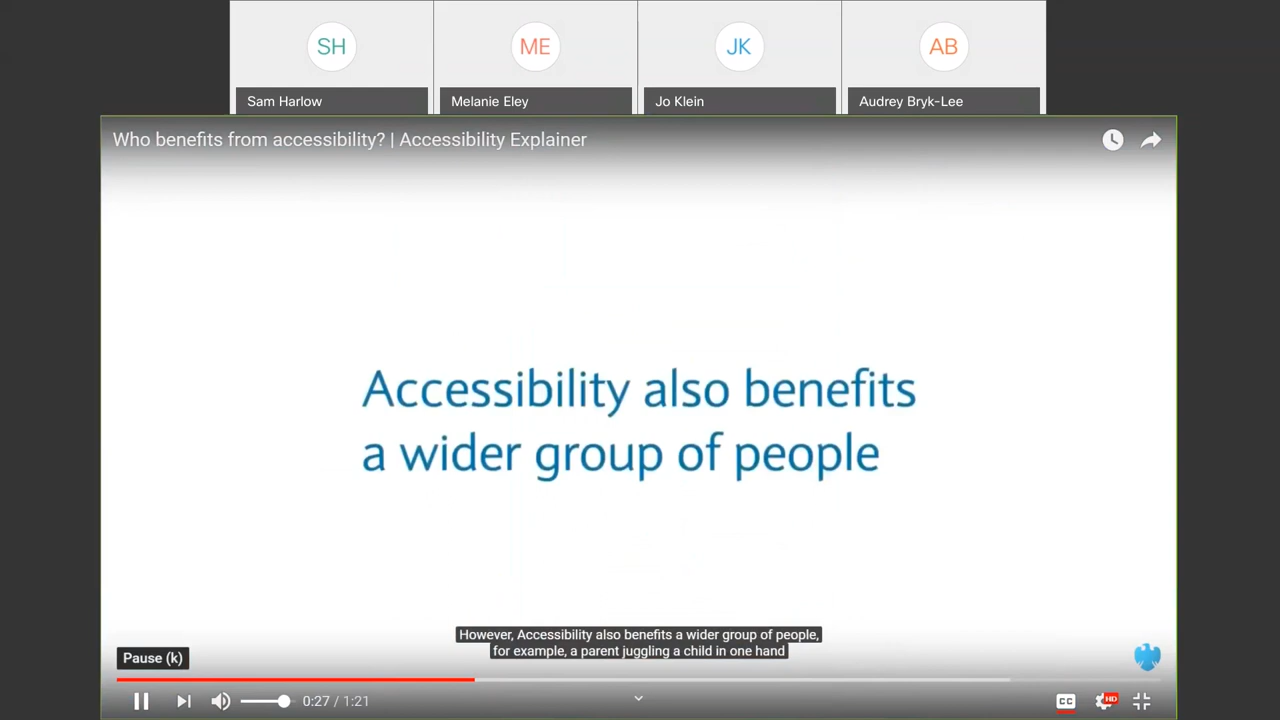 SH
ME
JK
AB
Sam Harlow
Melanie Eley
Jo Klein
Audrey Bryk-Lee
Who benefits from accessibility? | Accessibility Explainer
Accessibility also benefits
a wider group of people
However, Accessibility also benefits a wider group of people,
for example, a parent juggling a child in one hand
Pause (k)
0:27 / 1:21
CC
HD